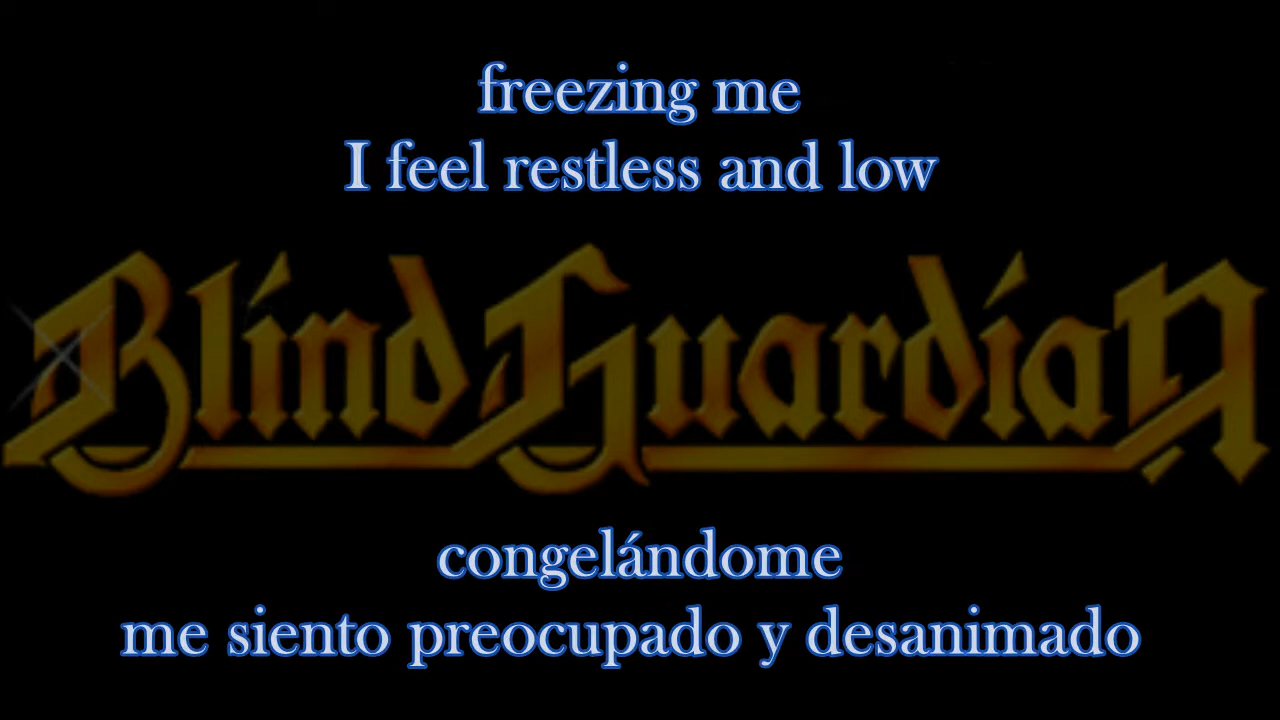 freezing me
I feel restless and low
Blind Guardian
congelándome
me siento preocupado y desanimado